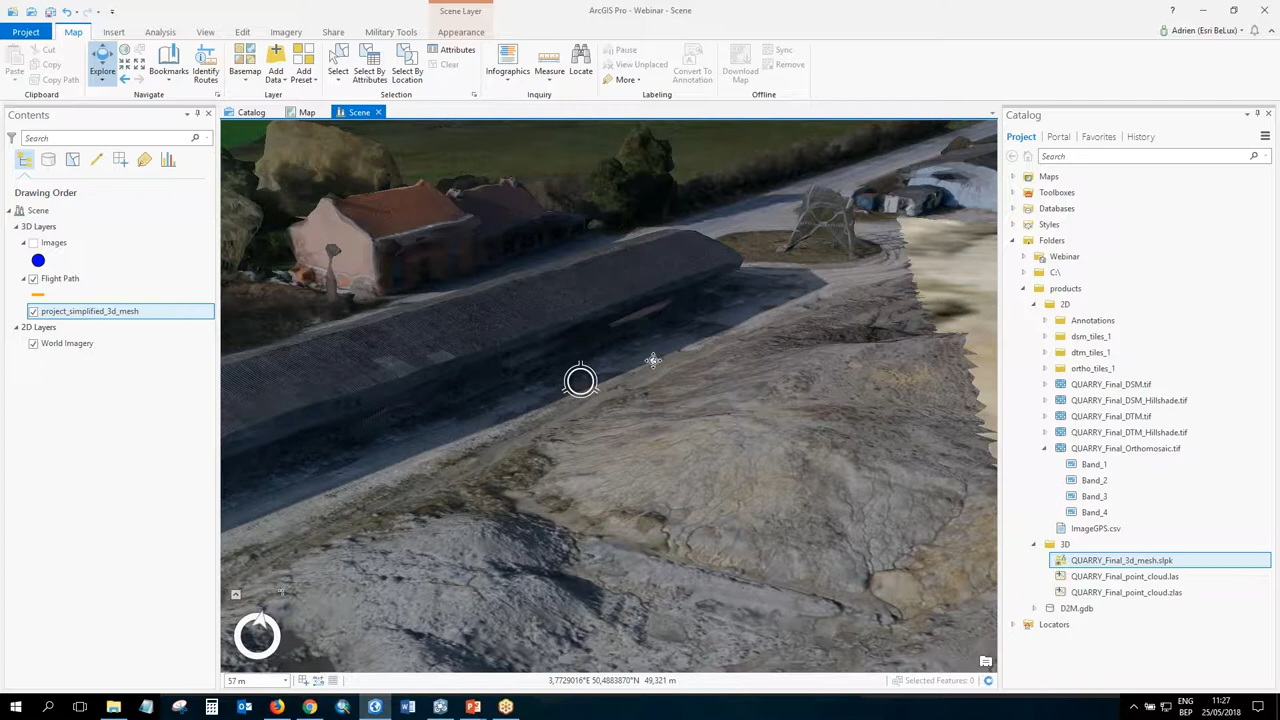 ArcGIS Pro - Webinar - Scene
Scene Layer
Project Map Insert Analysis View Edit Imagery Share Military Tools Appearance
Adrien (Esri BeLux)
Paste
Cut
Copy
Copy Path
Clipboard
Explore
Bookmarks
Identify Routes
Navigate
Basemap
Add Data
Add Preset
Layer
Select
Select By Attributes
Select By Location
Attributes
Clear
Selection
Infographics
Measure
Locate
Inquiry
Pause
View Unplaced
More
Convert To Annotation
Labeling
Download Map
Sync
Remove
Offline
Contents
Search
Drawing Order
Scene
3D Layers
Images
Flight Path
project_simplified_3d_mesh
2D Layers
World Imagery
Catalog Map Scene
57 m
3,7729016°E 50,4883870°N 49,321 m
Selected Features: 0
Catalog
Project Portal Favorites History
Search
Maps
Toolboxes
Databases
Styles
Folders
Webinar
C:\
products
2D
Annotations
dsm_tiles_1
dtm_tiles_1
ortho_tiles_1
QUARRY_Final_DSM.tif
QUARRY_Final_DSM_Hillshade.tif
QUARRY_Final_DTM.tif
QUARRY_Final_DTM_Hillshade.tif
QUARRY_Final_Orthomosaic.tif
Band_1
Band_2
Band_3
Band_4
ImageGPS.csv
3D
QUARRY_Final_3d_mesh.slpk
QUARRY_Final_point_cloud.las
QUARRY_Final_point_cloud.zlas
D2M.gdb
Locators
ENG
BEP
11:27
25/05/2018